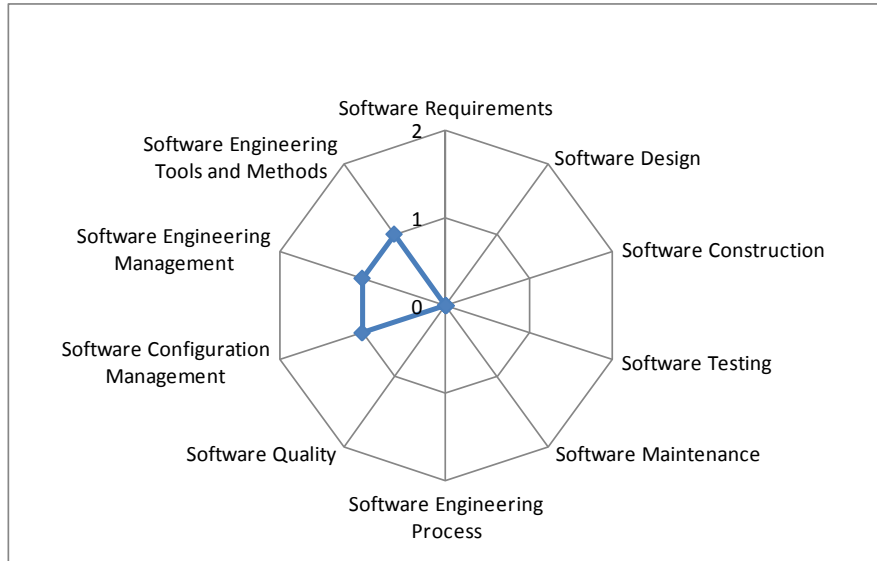 Software Requirements
2
Software Engineering
Tools and Methods
Software Design
1
Software Engineering
Management
Software Construction
0
Software Configuration
Management
Software Testing
Software Quality
Software Maintenance
Software Engineering
Process